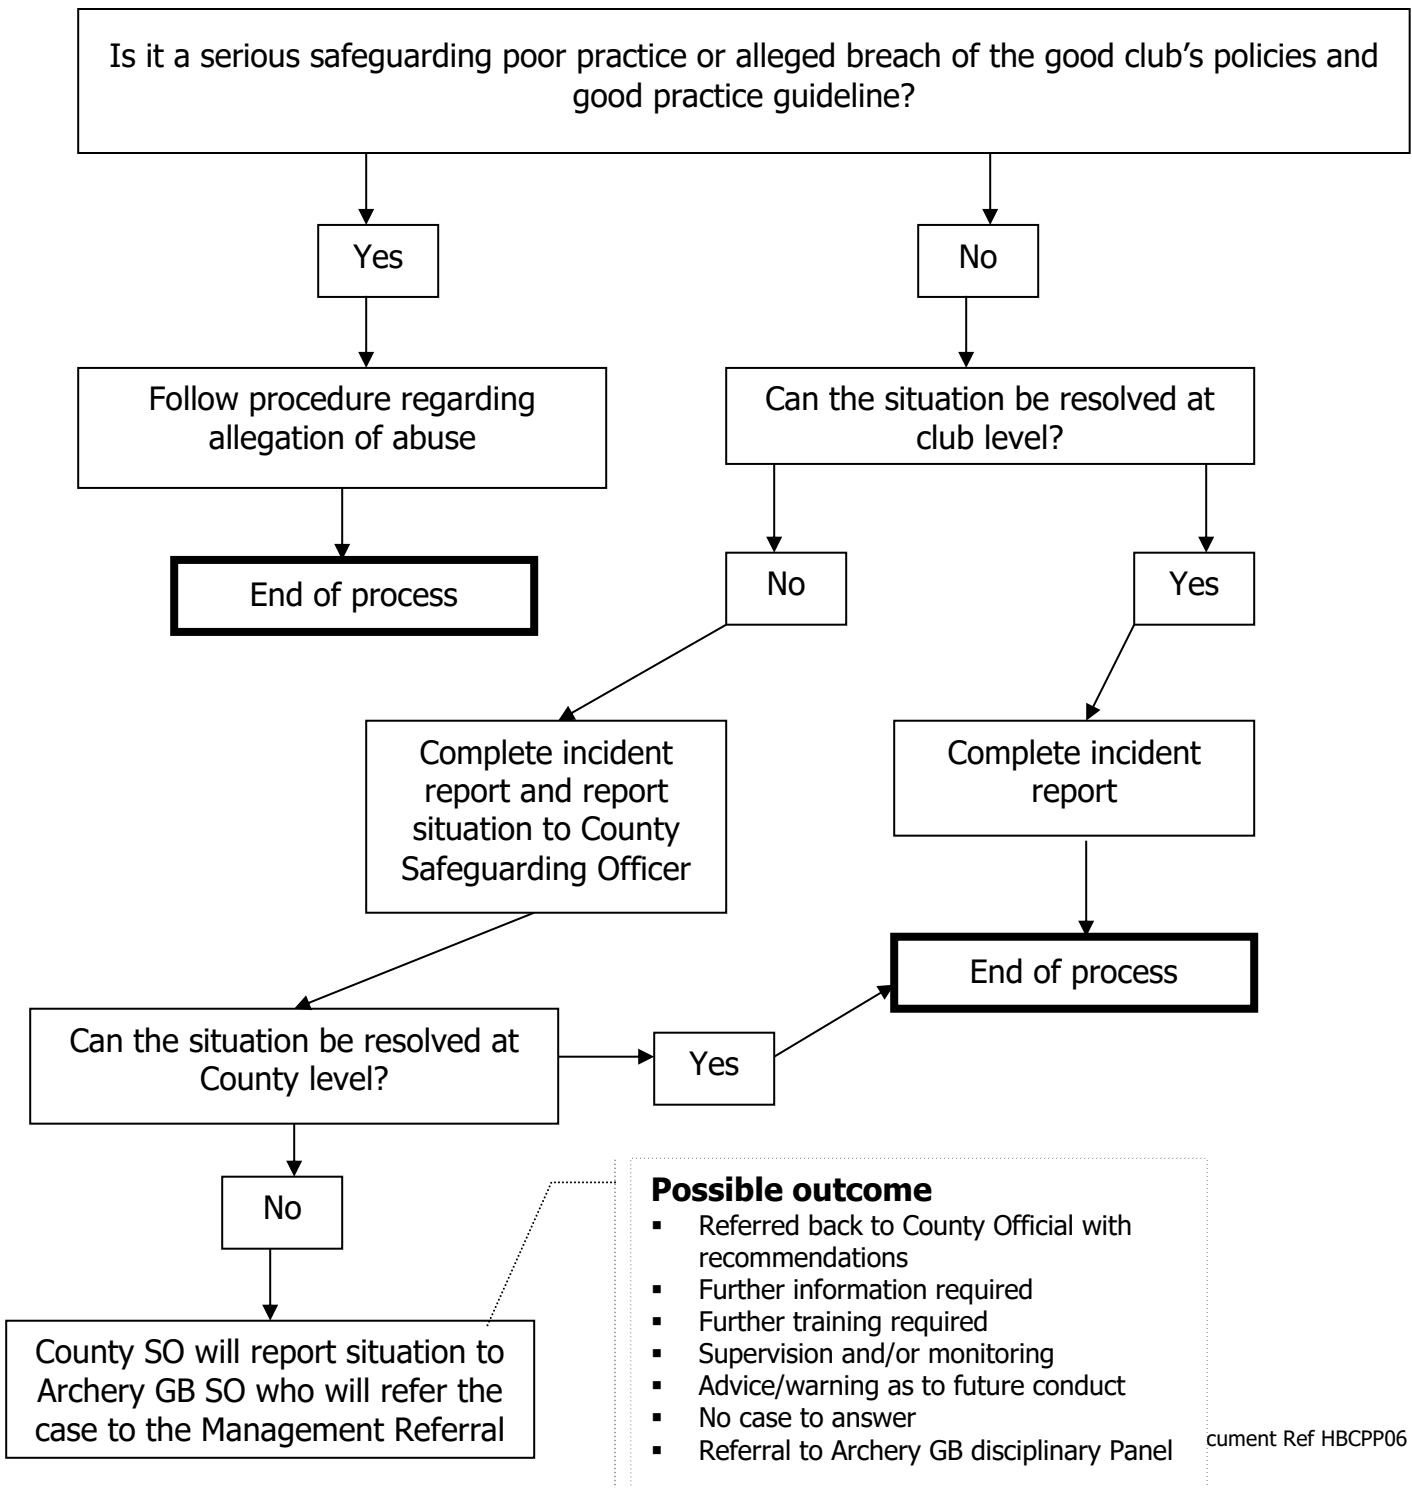 Is it a serious safeguarding poor practice or alleged breach of the good club's policies and
good practice guideline?
Yes
No
Follow procedure regarding
allegation of abuse
Can the situation be resolved at
club level?
End of process
No
Yes
Complete incident
report and report
situation to County
Safeguarding Officer
Complete incident
report
End of process
Can the situation be resolved at
County level?
Yes
No
County SO will report situation to
Archery GB SO who will refer the
case to the Management Referral
Possible outcome
▪ Referred back to County Official with
recommendations
▪ Further information required
▪ Further training required
▪ Supervision and/or monitoring
▪ Advice/warning as to future conduct
▪ No case to answer
▪ Referral to Archery GB disciplinary Panel
cument Ref HBCPP06